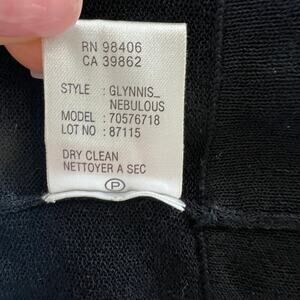 RN 98406
CA 39862
STYLE : GLYNNIS_
NEBULOUS
MODEL : 70576718
LOT NO : 87115
DRY CLEAN
NETTOYER A SEC
P